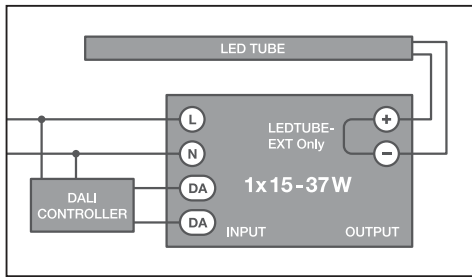 LED TUBE
L
LEDTUBE-
EXT Only
+
N
−
DA
1x15-37W
DALI
CONTROLLER
DA
INPUT
OUTPUT